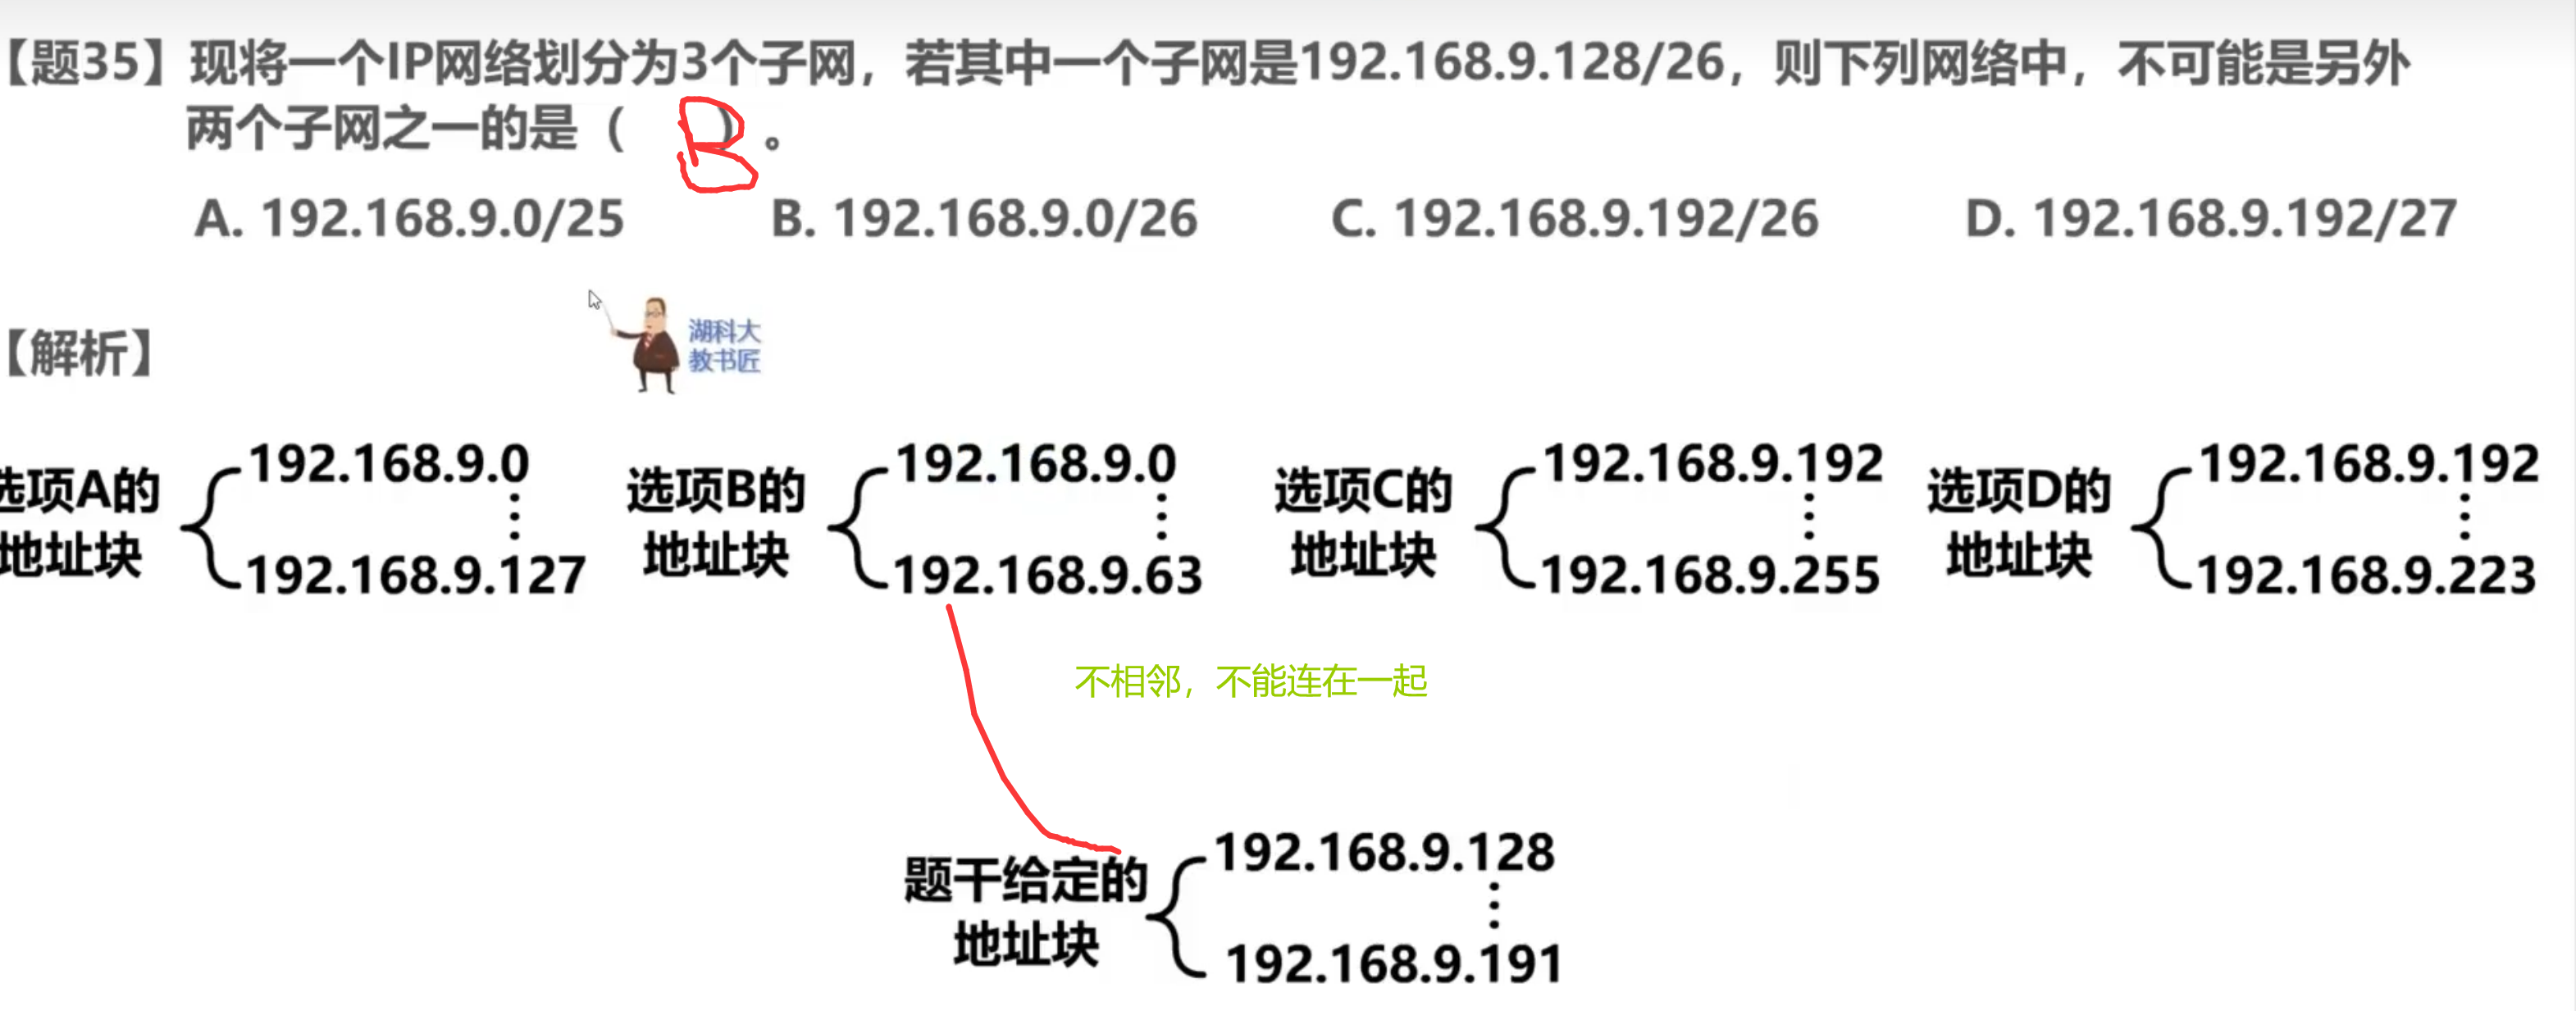 【题35】现将一个IP网络划分为3个子网，若其中一个子网是192.168.9.128/26，则下列网络中，不可能是另外
两个子网之一的是（ B ）。
A. 192.168.9.0/25 B. 192.168.9.0/26 C. 192.168.9.192/26 D. 192.168.9.192/27
湖科大
教书匠
【解析】
选项A的
地址块
192.168.9.0
192.168.9.127
选项B的
地址块
192.168.9.0
192.168.9.63
选项C的
地址块
192.168.9.192
192.168.9.255
选项D的
地址块
192.168.9.192
192.168.9.223
不相邻，不能连在一起
题干给定的
地址块
192.168.9.128
192.168.9.191